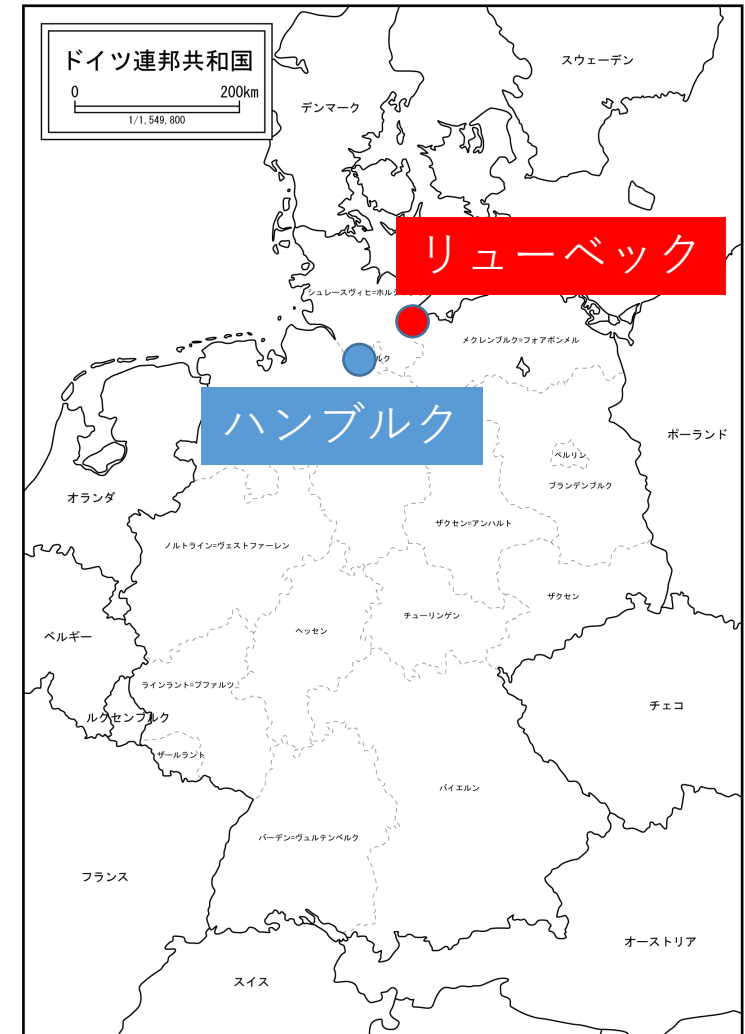 ドイツ連邦共和国
0 200km
1/1,549,800
スウェーデン
デンマーク
リューベック
シュレースヴィヒ=ホルシ
メクレンブルク=フォアポンメル
ルク
ハンブルク
ポーランド
ベルリン
ブランデンブルク
オランダ
ザクセン=アンハルト
ノルトライン=ヴェストファーレン
ザクセン
チューリンゲン
ヘッセン
ベルギー
ラインラント=プファルツ
チェコ
ルクセンブルク
ザールラント
バイエルン
バーデン=ヴュルテンベルク
フランス
オーストリア
スイス